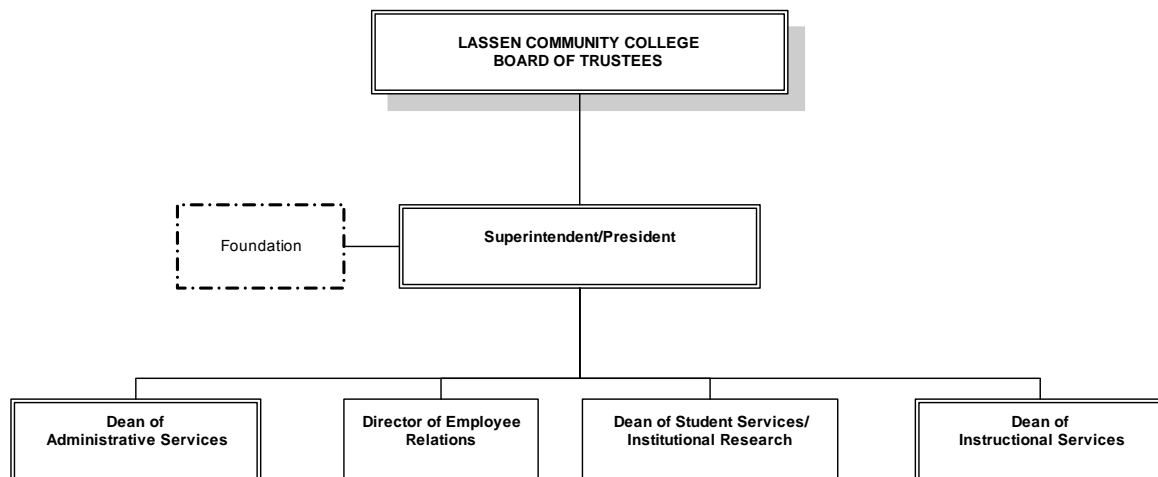 LASSEN COMMUNITY COLLEGE
BOARD OF TRUSTEES
Foundation
Superintendent/President
Dean of
Administrative Services
Director of Employee
Relations
Dean of Student Services/
Institutional Research
Dean of
Instructional Services